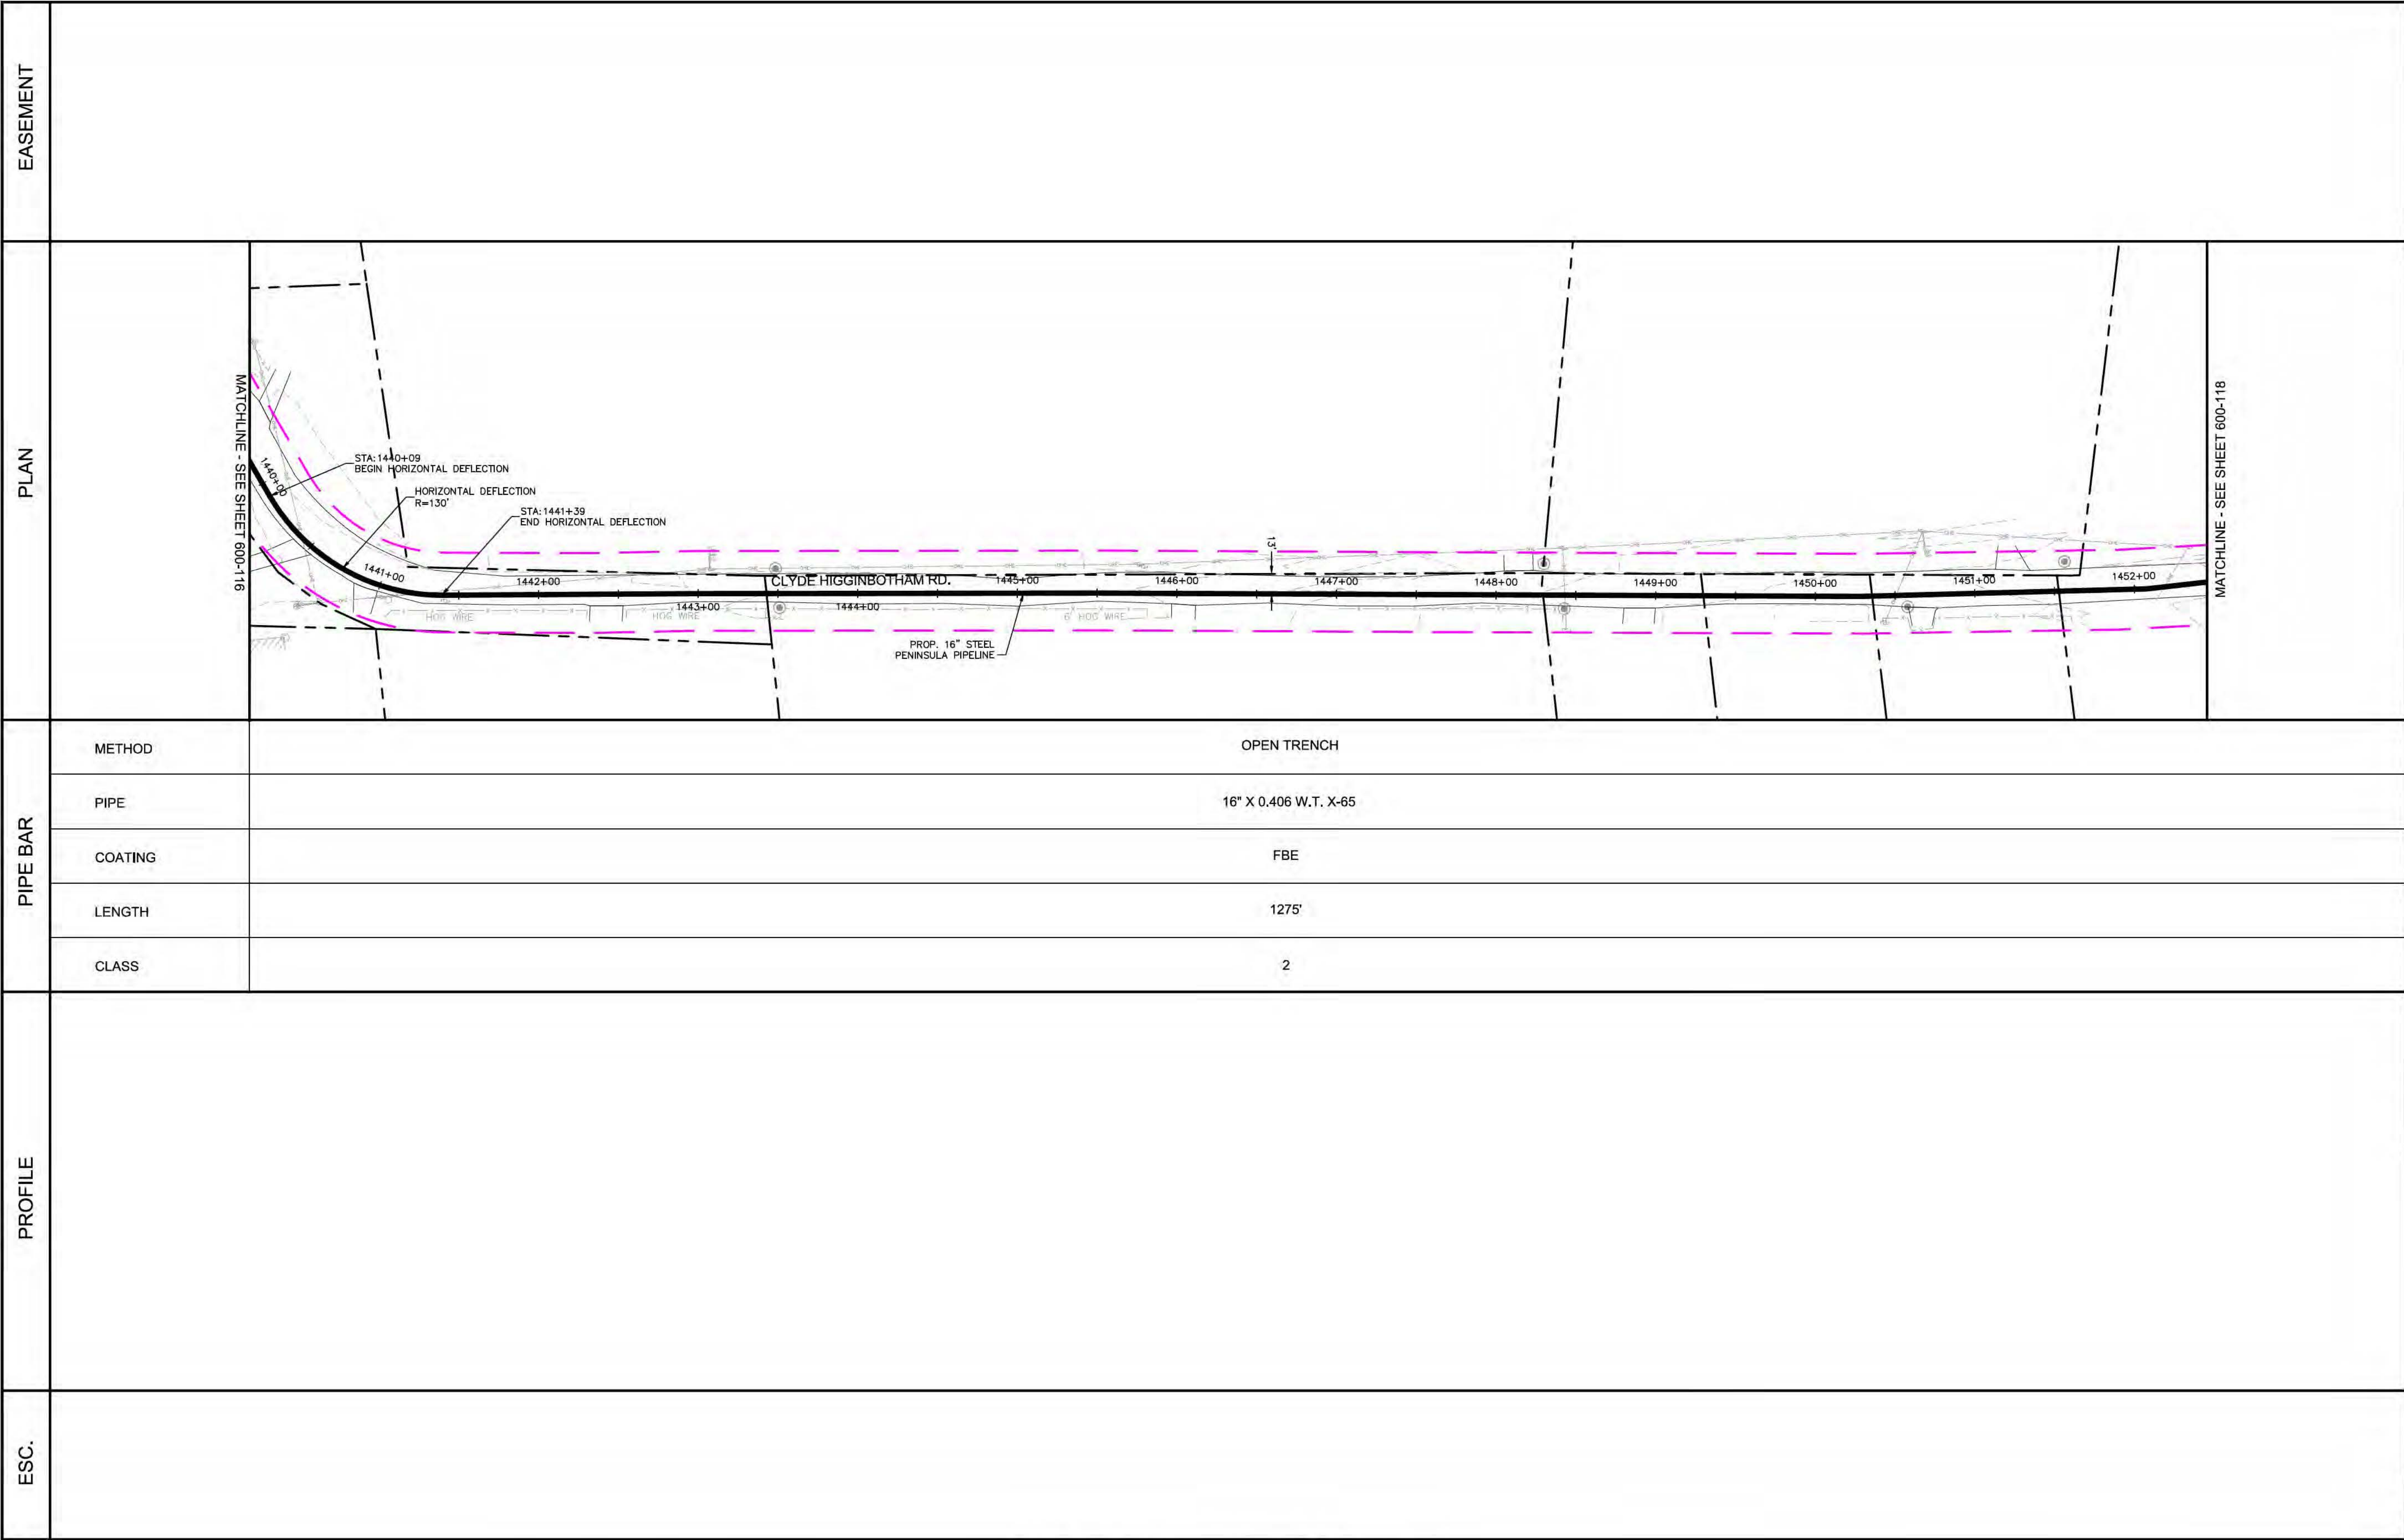 EASEMENT
PLAN
MATCHLINE - SEE SHEET 600-116
1440+00
STA:1440+09
BEGIN HORIZONTAL DEFLECTION
HORIZONTAL DEFLECTION
R=130'
STA:1441+39
END HORIZONTAL DEFLECTION
1441+00
1442+00
1443+00
CLYDE HIGGINBOTHAM RD.
1444+00
1445+00
1446+00
13'
1447+00
1448+00
1449+00
1450+00
1451+00
1452+00
HOG WIRE
HOG WIRE
6' HOG WIRE
PROP. 16" STEEL
PENINSULA PIPELINE
MATCHLINE - SEE SHEET 600-118
PIPE BAR
METHOD
OPEN TRENCH
PIPE
16" X 0.406 W.T. X-65
COATING
FBE
LENGTH
1275'
CLASS
2
PROFILE
ESC.